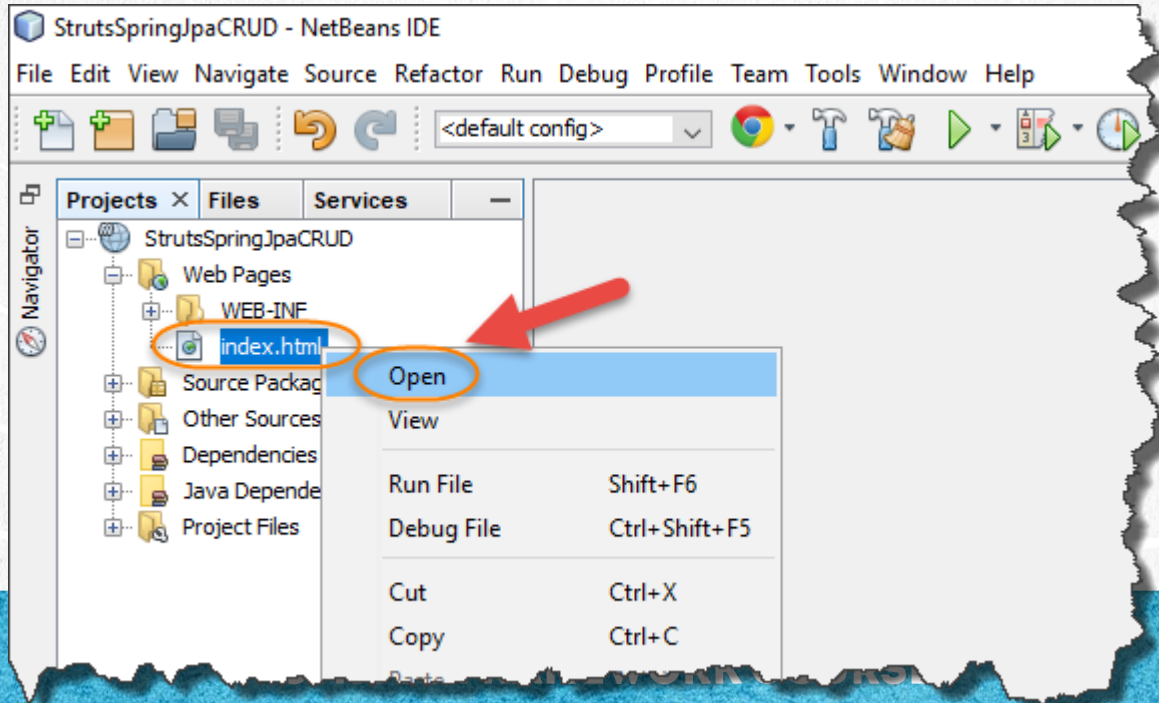 StrutsSpringJpaCRUD - NetBeans IDE
File Edit View Navigate Source Refactor Run Debug Profile Team Tools Window Help
<default config>
Projects Files Services
Navigator
StrutsSpringJpaCRUD
Web Pages
WEB-INF
index.html
Source Packag
Other Sources
Dependencies
Java Depende
Project Files
Open
View
Run File Shift+F6
Debug File Ctrl+Shift+F5
Cut Ctrl+X
Copy Ctrl+C